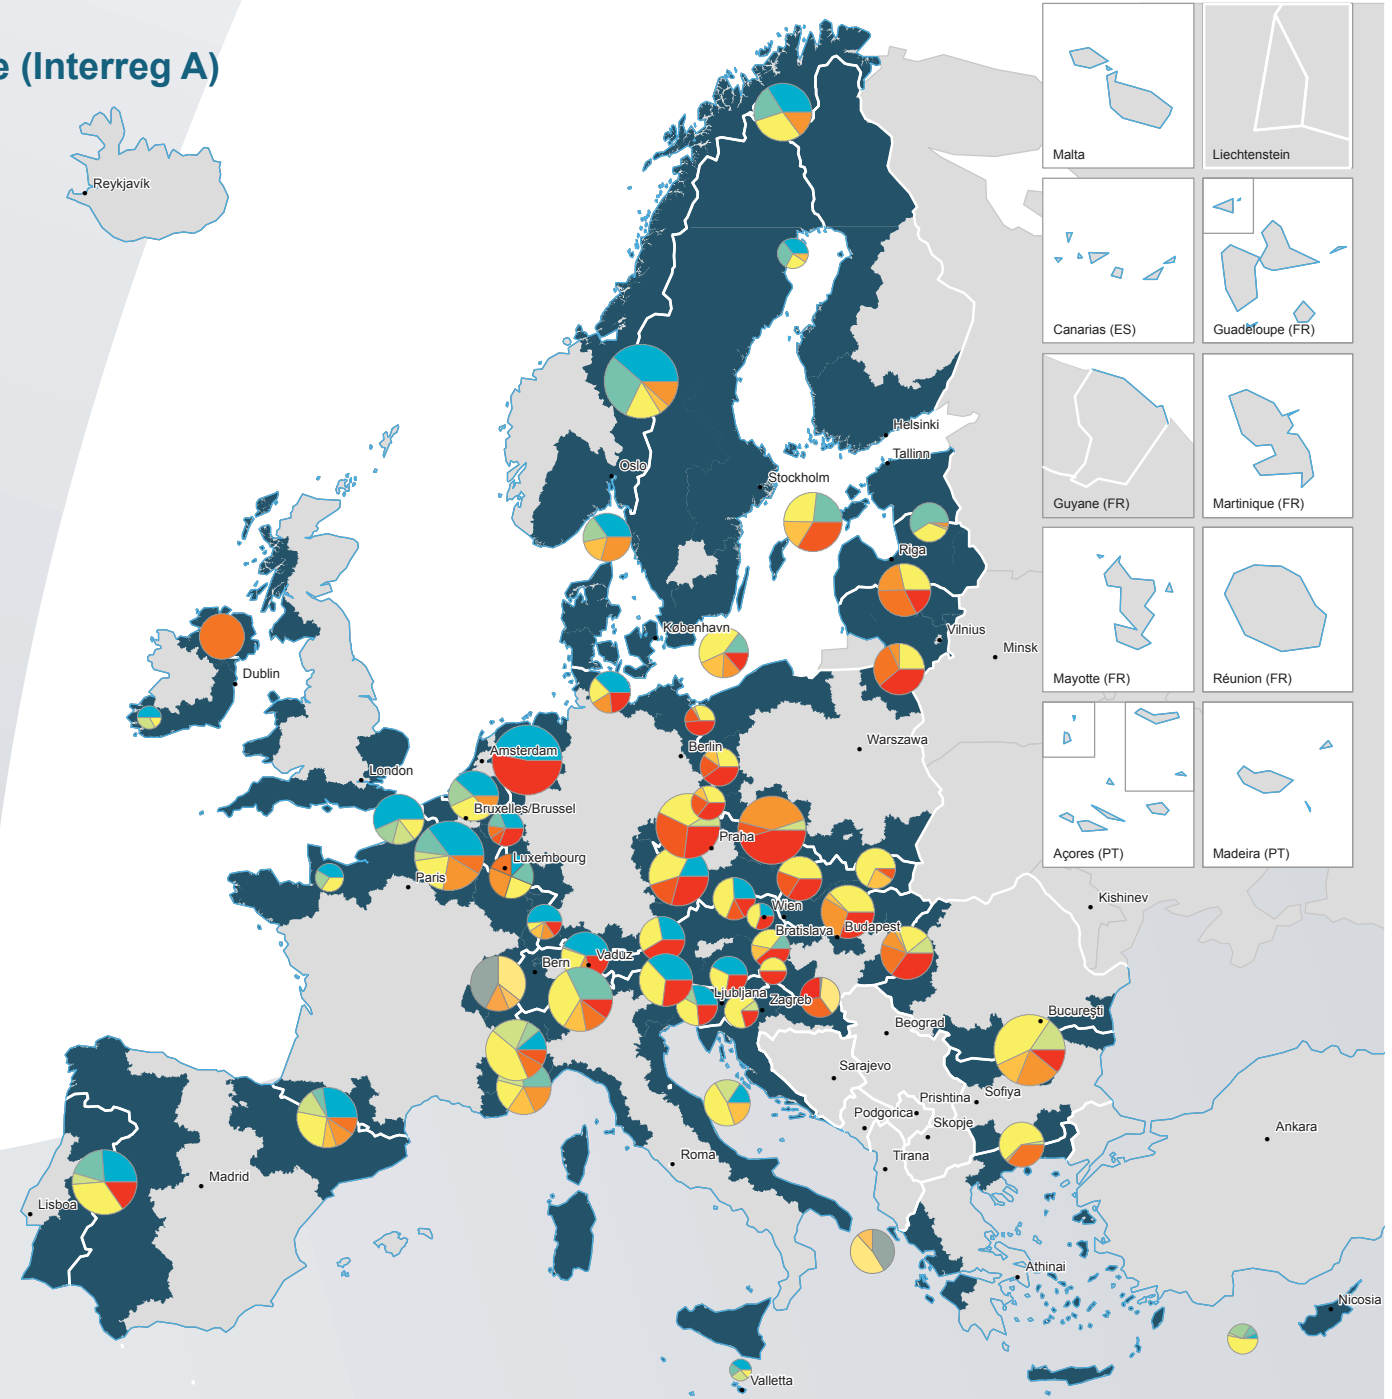 e (Interreg A)
Reykjavík
Malta
Liechtenstein
Canarias (ES)
Guadeloupe (FR)
Guyane (FR)
Martinique (FR)
Mayotte (FR)
Réunion (FR)
Açores (PT)
Madeira (PT)
Helsinki
Tallinn
Oslo
Stockholm
Riga
København
Vilnius
Minsk
Dublin
Warszawa
Amsterdam
Berlin
London
Bruxelles/Brussel
Praha
Luxembourg
Paris
Kishinev
Wien
Bratislava
Budapest
Vaduz
Bern
Ljubljana
Zagreb
Beograd
Bucureşti
Sarajevo
Prishtina
Sofiya
Podgorica
Skopje
Ankara
Tirana
Roma
Madrid
Lisboa
Athinai
Nicosia
Valletta